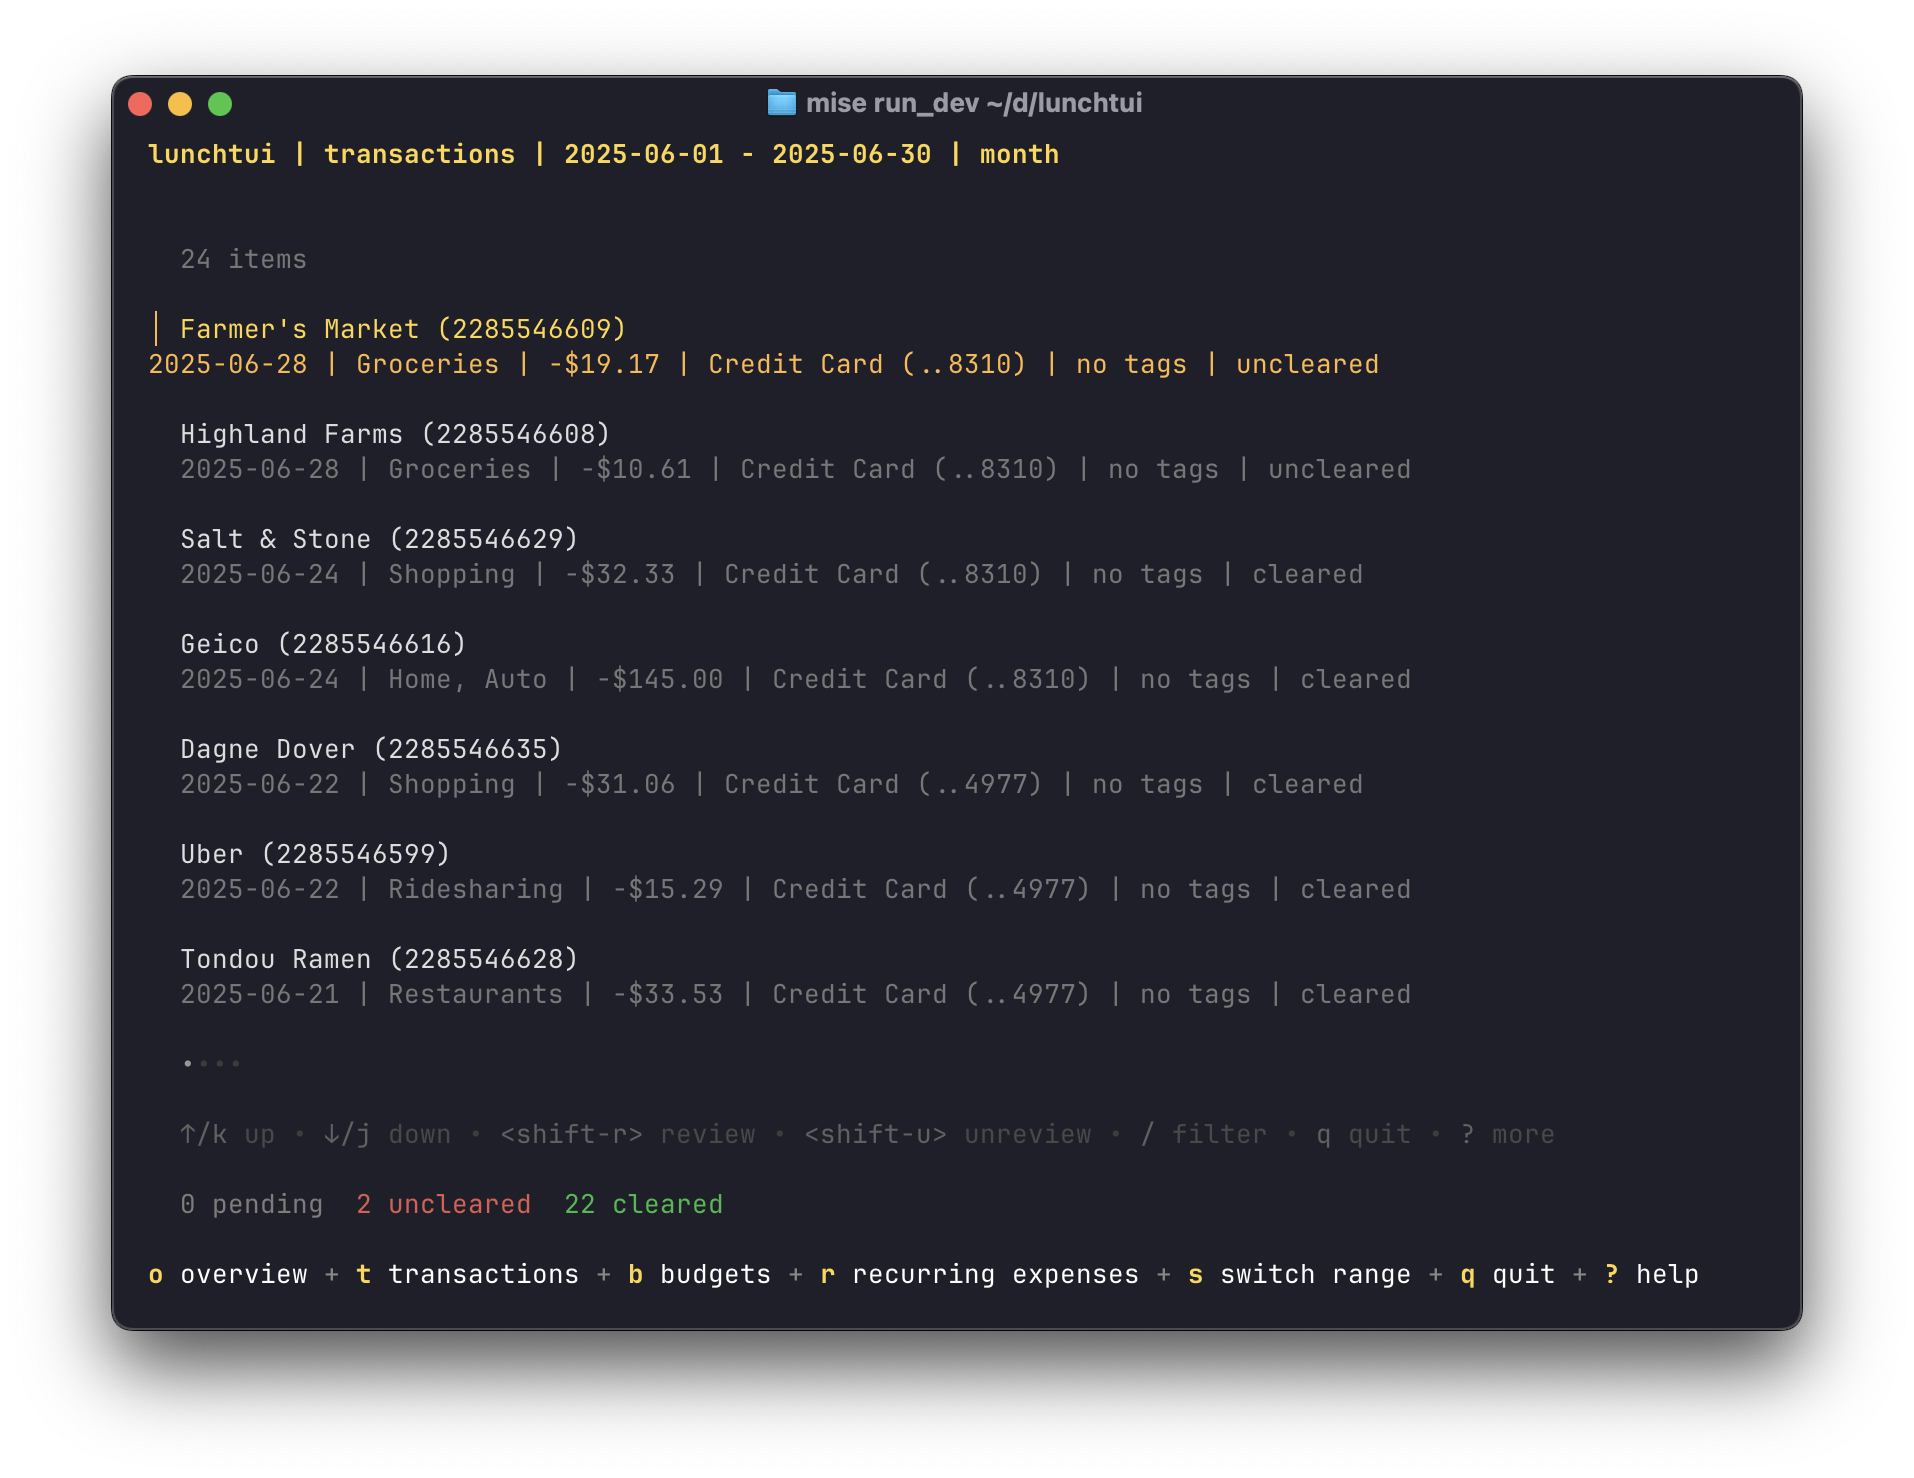 mise run_dev ~/d/lunchtui
lunchtui | transactions | 2025-06-01 - 2025-06-30 | month
24 items
Farmer's Market (2285546609)
2025-06-28 | Groceries | -$19.17 | Credit Card (..8310) | no tags | uncleared
Highland Farms (2285546608)
2025-06-28 | Groceries | -$10.61 | Credit Card (..8310) | no tags | uncleared
Salt & Stone (2285546629)
2025-06-24 | Shopping | -$32.33 | Credit Card (..8310) | no tags | cleared
Geico (2285546616)
2025-06-24 | Home, Auto | -$145.00 | Credit Card (..8310) | no tags | cleared
Dagne Dover (2285546635)
2025-06-22 | Shopping | -$31.06 | Credit Card (..4977) | no tags | cleared
Uber (2285546599)
2025-06-22 | Ridesharing | -$15.29 | Credit Card (..4977) | no tags | cleared
Tondou Ramen (2285546628)
2025-06-21 | Restaurants | -$33.53 | Credit Card (..4977) | no tags | cleared
••••
↑/k up • ↓/j down • <shift-r> review • <shift-u> unreview • / filter • q quit • ? more
0 pending 2 uncleared 22 cleared
o overview + t transactions + b budgets + r recurring expenses + s switch range + q quit + ? help